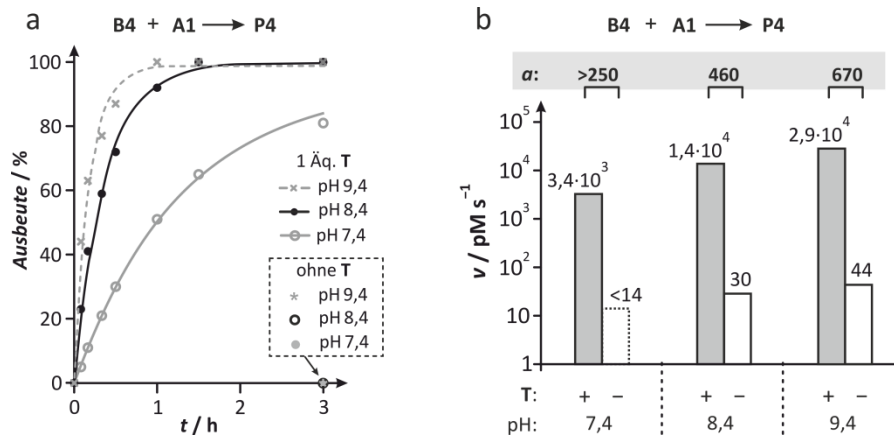 a
B4 + A1 ⟶ P4
100
80
60
40
20
0
Ausbeute / %
1 Äq. T
pH 9,4
pH 8,4
pH 7,4
ohne T
pH 9,4
pH 8,4
pH 7,4
0 1 2 3
t / h
b
B4 + A1 ⟶ P4
a: >250 460 670
10⁵
10⁴
10³
10²
10
1
v / pM s⁻¹
3,4·10³
<14
1,4·10⁴
30
2,9·10⁴
44
T: + − + − + −
pH: 7,4 8,4 9,4